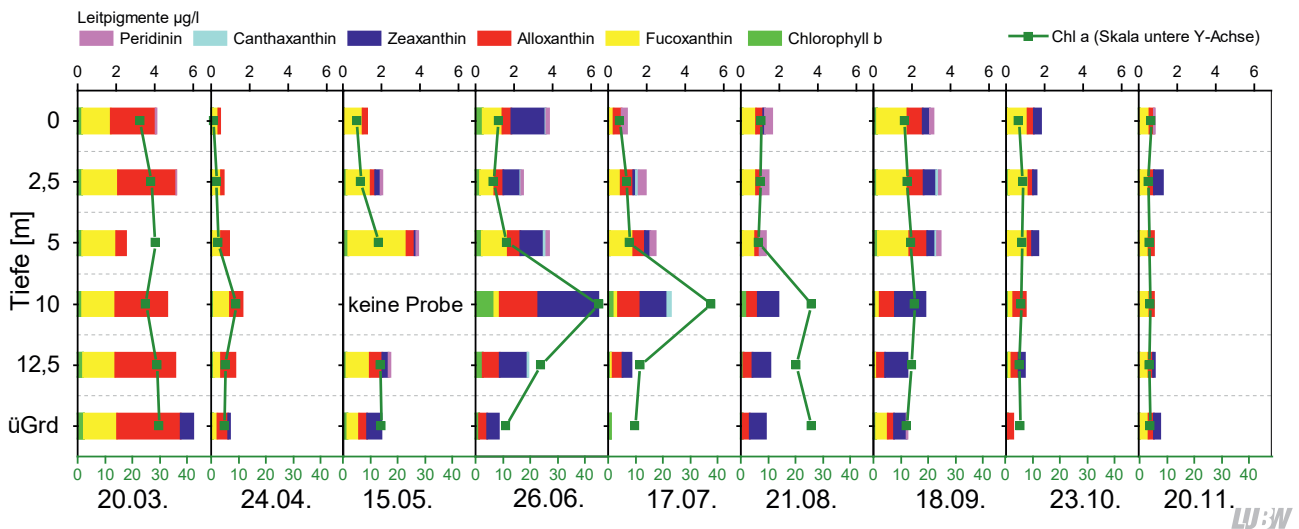 Leitpigmente µg/l
Peridinin Canthaxanthin Zeaxanthin Alloxanthin Fucoxanthin Chlorophyll b Chl a (Skala untere Y-Achse)
0 2 4 6 0 2 4 6 0 2 4 6 0 2 4 6 0 2 4 6 0 2 4 6 0 2 4 6 0 2 4 6 0 2 4 6
Tiefe [m]
0
2,5
5
10 keine Probe
12,5
üGrd
0 10 20 30 40 0 10 20 30 40 0 10 20 30 40 0 10 20 30 40 0 10 20 30 40 0 10 20 30 40 0 10 20 30 40 0 10 20 30 40 0 10 20 30 40
20.03. 24.04. 15.05. 26.06. 17.07. 21.08. 18.09. 23.10. 20.11.
LUBW